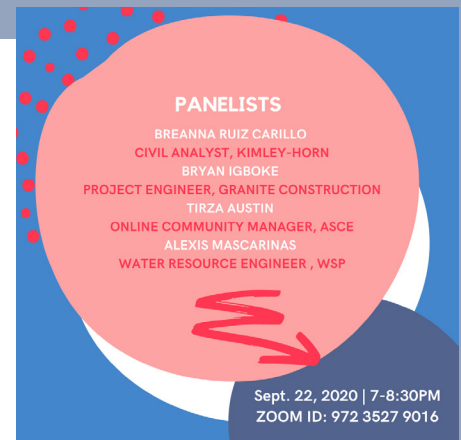 PANELISTS
BREANNA RUIZ CARILLO
CIVIL ANALYST, KIMLEY-HORN
BRYAN IGBOKE
PROJECT ENGINEER, GRANITE CONSTRUCTION
TIRZA AUSTIN
ONLINE COMMUNITY MANAGER, ASCE
ALEXIS MASCARINAS
WATER RESOURCE ENGINEER , WSP
Sept. 22, 2020 | 7-8:30PM
ZOOM ID: 972 3527 9016